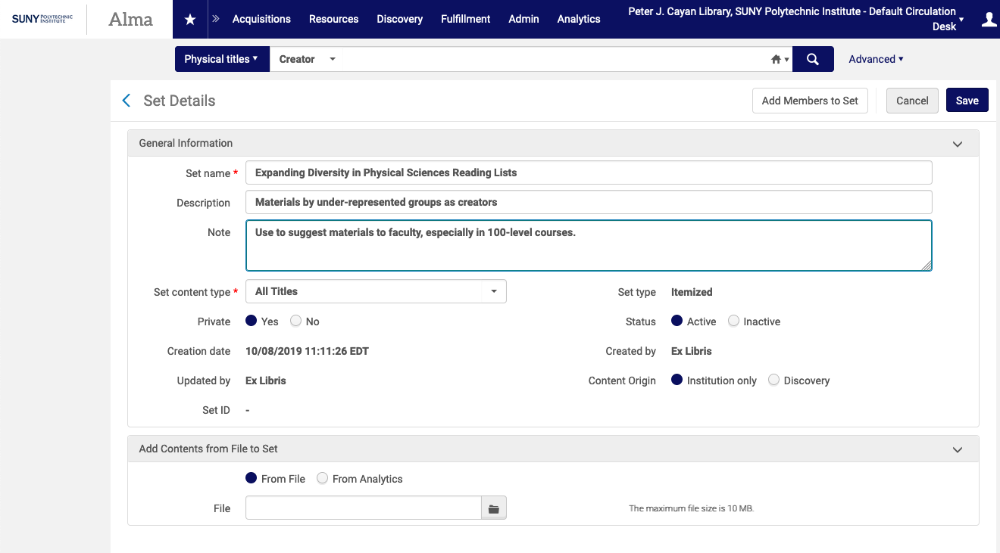 SUNY POLYTECHNIC INSTITUTE
Alma
Acquisitions Resources Discovery Fulfillment Admin Analytics
Peter J. Cayan Library, SUNY Polytechnic Institute - Default Circulation
Desk
Physical titles Creator Advanced
Set Details Add Members to Set Cancel Save
General Information
Set name * Expanding Diversity in Physical Sciences Reading Lists
Description Materials by under-represented groups as creators
Note Use to suggest materials to faculty, especially in 100-level courses.
Set content type * All Titles Set type Itemized
Private Yes No Status Active Inactive
Creation date 10/08/2019 11:11:26 EDT Created by Ex Libris
Updated by Ex Libris Content Origin Institution only Discovery
Set ID -
Add Contents from File to Set
From File From Analytics
File The maximum file size is 10 MB.